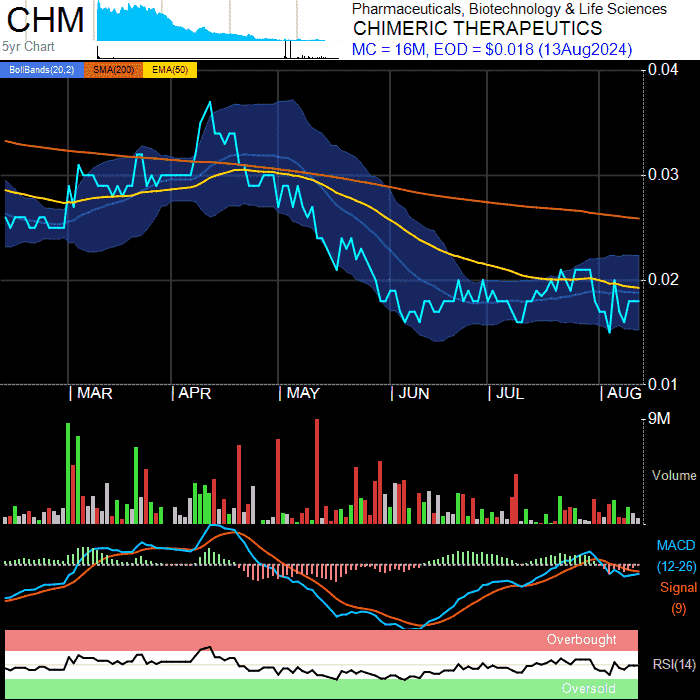 CHM
5yr Chart
Pharmaceuticals, Biotechnology & Life Sciences
CHIMERIC THERAPEUTICS
MC = 16M, EOD = $0.018 (13Aug2024)
BollBands(20,2) SMA(200) EMA(50)
0.04
0.03
0.02
0.01
MAR APR MAY JUN JUL AUG
9M
Volume
MACD
(12-26)
Signal
(9)
Overbought
RSI(14)
Oversold